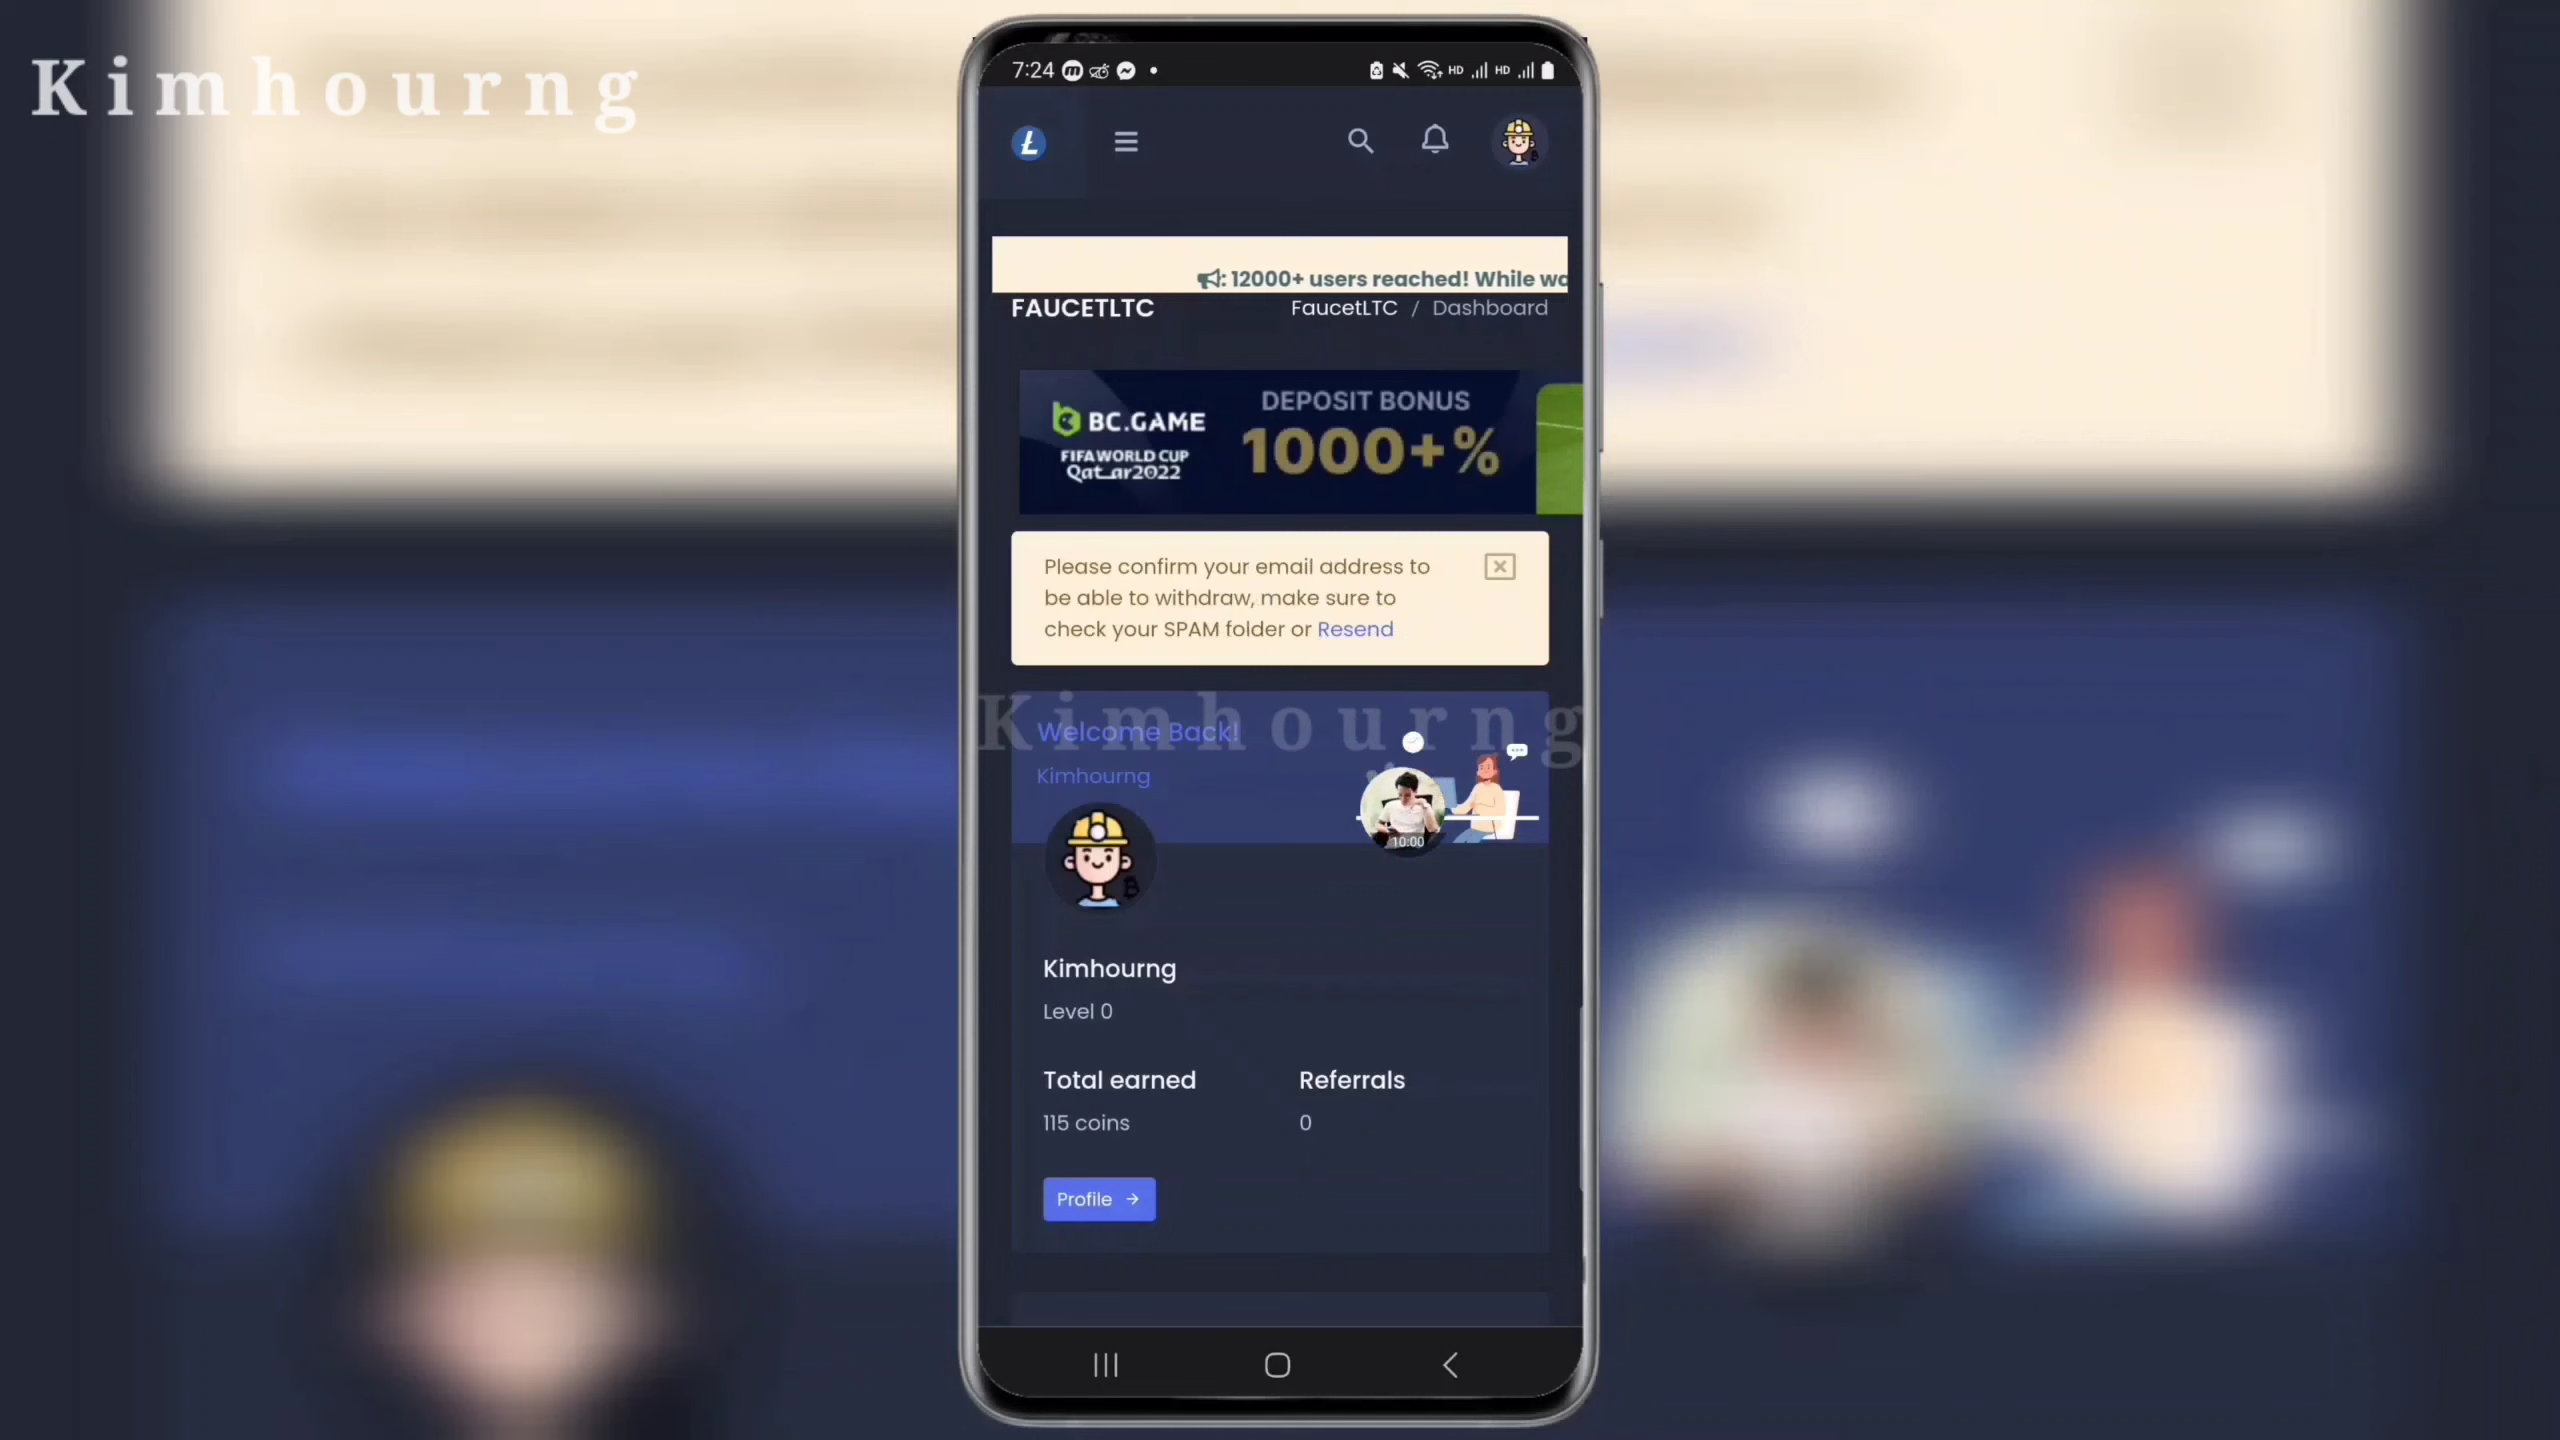 Kimhourng
7:24
HD HD
: 12000+ users reached! While
FAUCETLTC
FaucetLTC / Dashboard
BC.GAME
FIFA WORLD CUP
Qatar2022
DEPOSIT BONUS
1000+%
Please confirm your email address to
be able to withdraw, make sure to
check your SPAM folder or Resend
Kimhourng
Welcome Back!
Kimhourng
10:00
Kimhourng
Level 0
Total earned
Referrals
115 coins
0
Profile →